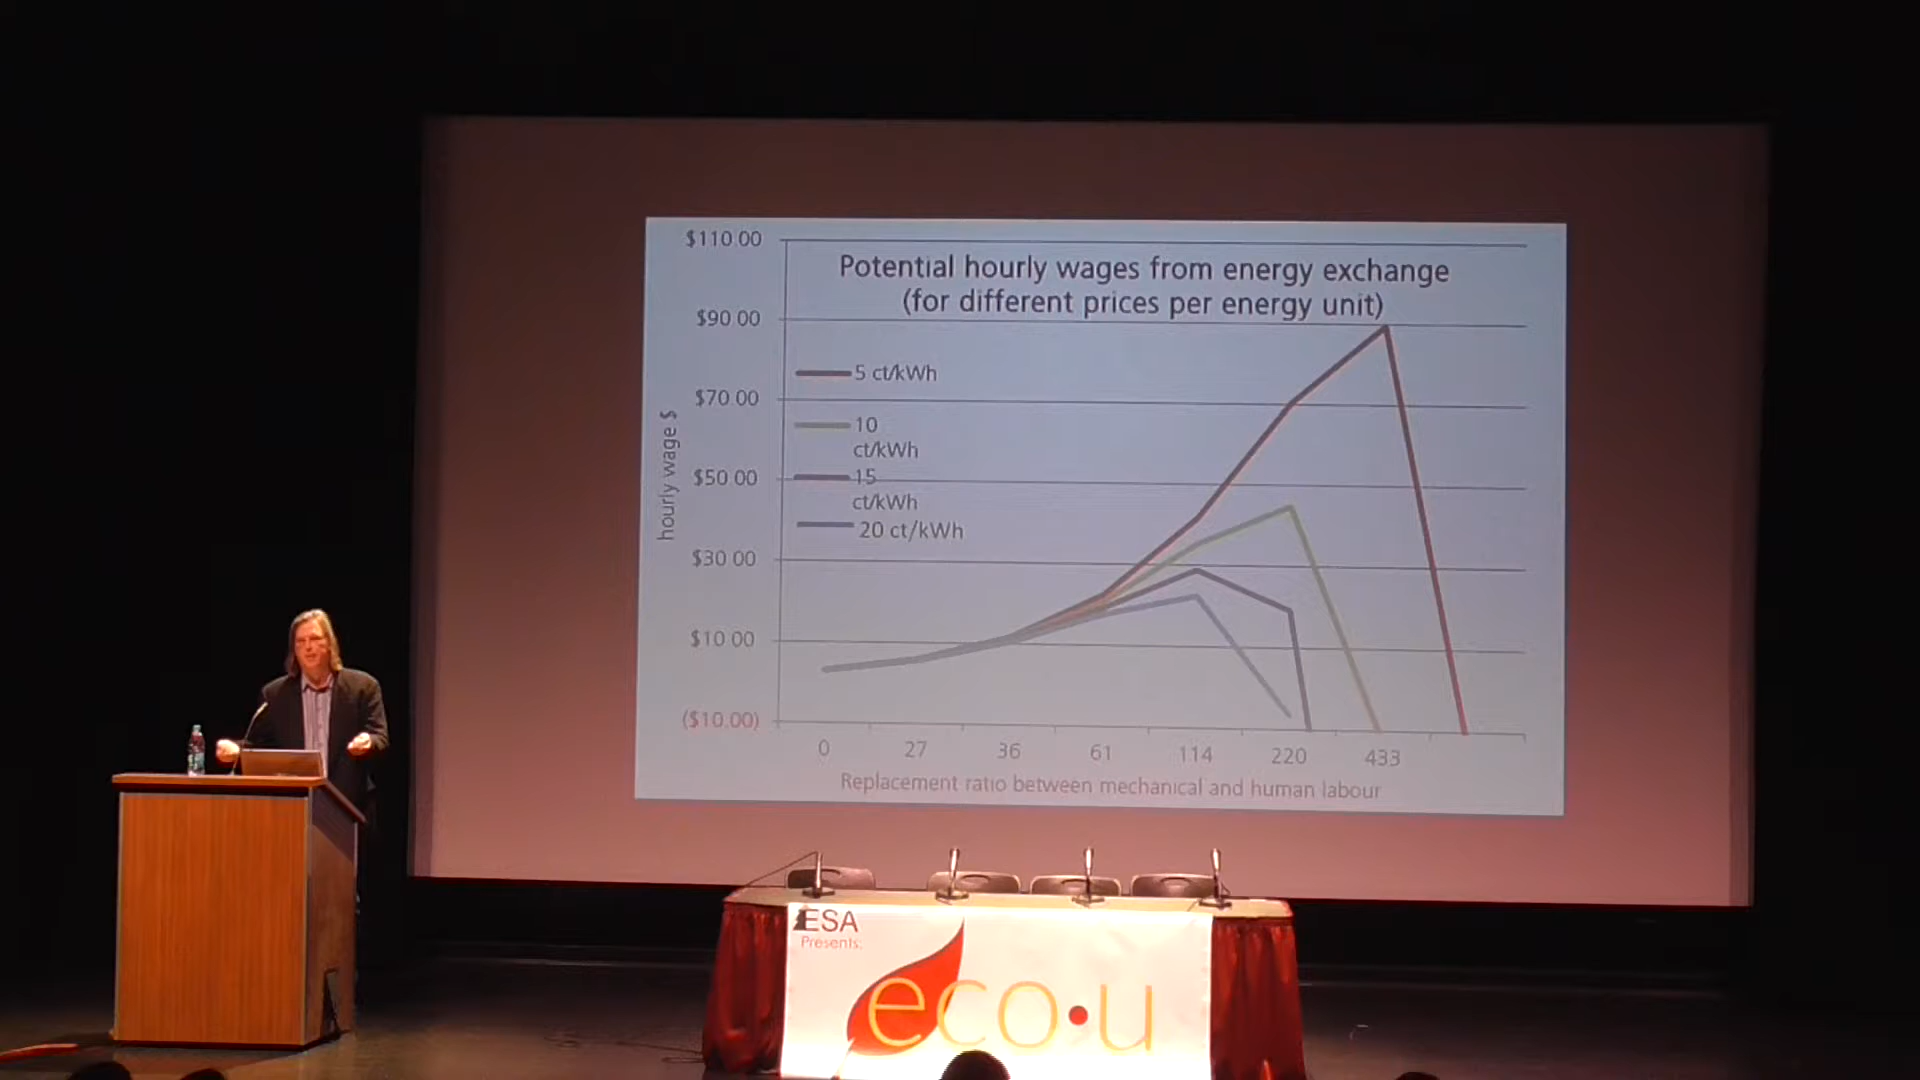 $110 00
Potential hourly wages from energy exchange
(for different prices per energy unit)
$90 00
5 ct/kWh
$70 00
10
ct/kWh
hourly wage $
$50 00
15
ct/kWh
20 ct/kWh
$30 00
$10 00
($10.00)
0 27 36 61 114 220 433
Replacement ratio between mechanical and human labour
ESA
Presents:
eco•u